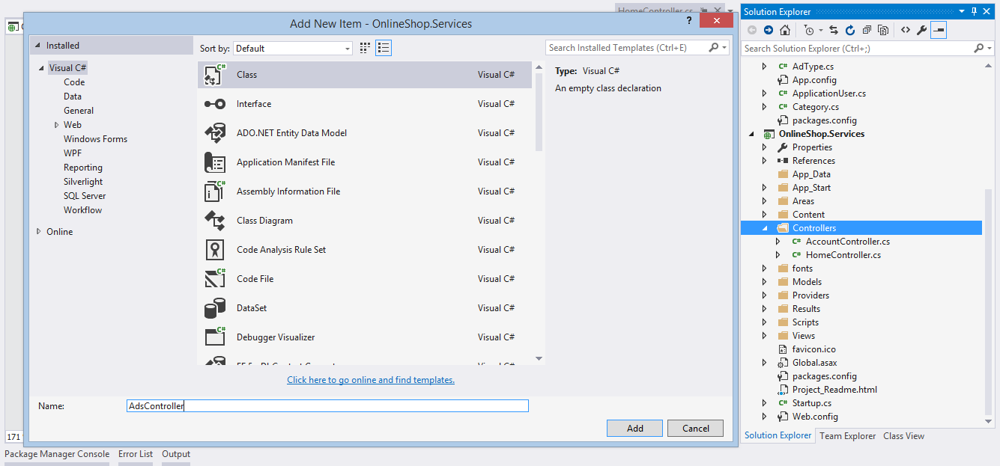 HomeController.cs
Add New Item - OnlineShop.Services
?
Installed
Sort by: Default
Search Installed Templates (Ctrl+E)
Visual C#
Code
Data
General
Web
Windows Forms
WPF
Reporting
Silverlight
SQL Server
Workflow
Online
Class Visual C#
Interface Visual C#
ADO.NET Entity Data Model Visual C#
Application Manifest File Visual C#
Assembly Information File Visual C#
Class Diagram Visual C#
Code Analysis Rule Set Visual C#
Code File Visual C#
DataSet Visual C#
Debugger Visualizer Visual C#
Type: Visual C#
An empty class declaration
Click here to go online and find templates.
Name: AdsController
Add Cancel
171
Package Manager Console Error List Output
Solution Explorer
Search Solution Explorer (Ctrl+;)
C# AdType.cs
App.config
C# ApplicationUser.cs
C# Category.cs
packages.config
OnlineShop.Services
Properties
References
App_Data
App_Start
Areas
Content
Controllers
C# AccountController.cs
C# HomeController.cs
fonts
Models
Providers
Results
Scripts
Views
favicon.ico
Global.asax
packages.config
Project_Readme.html
C# Startup.cs
Web.config
Solution Explorer Team Explorer Class View